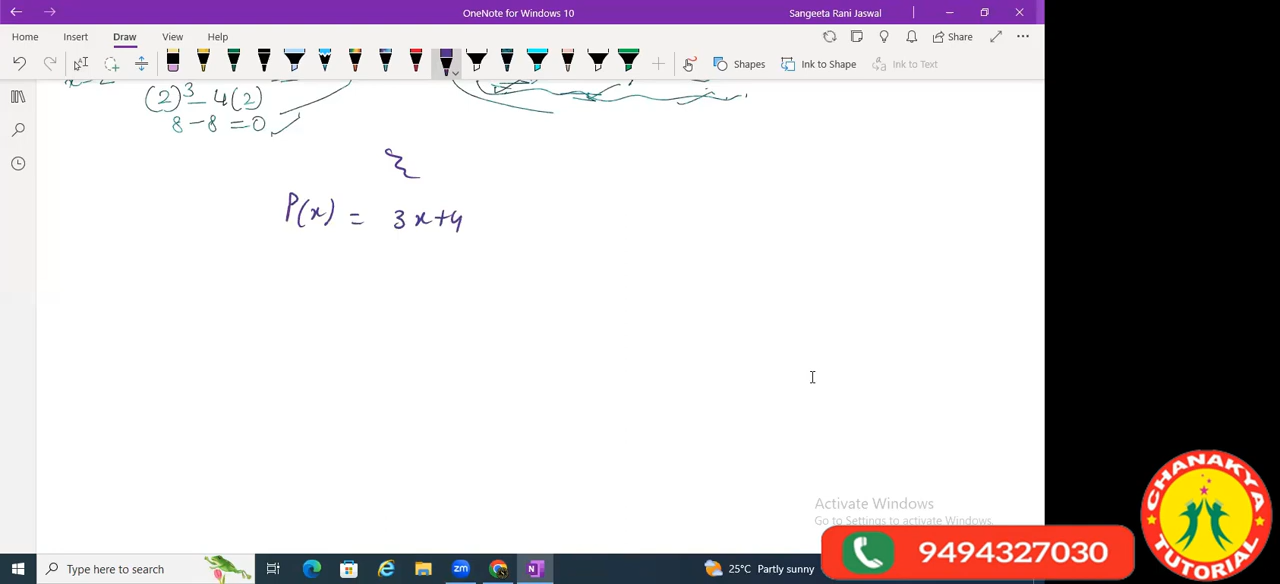 OneNote for Windows 10
Sangeeta Rani Jaswal
Home Insert Draw View Help
Share
Shapes Ink to Shape Ink to Text
(2)³ - 4(2)
8 - 8 = 0
P(x) = 3x+4
Activate Windows
Go to Settings to activate Windows.
9494327030
CHANAKYA
TUTORIAL
Type here to search
zm
25°C Partly sunny